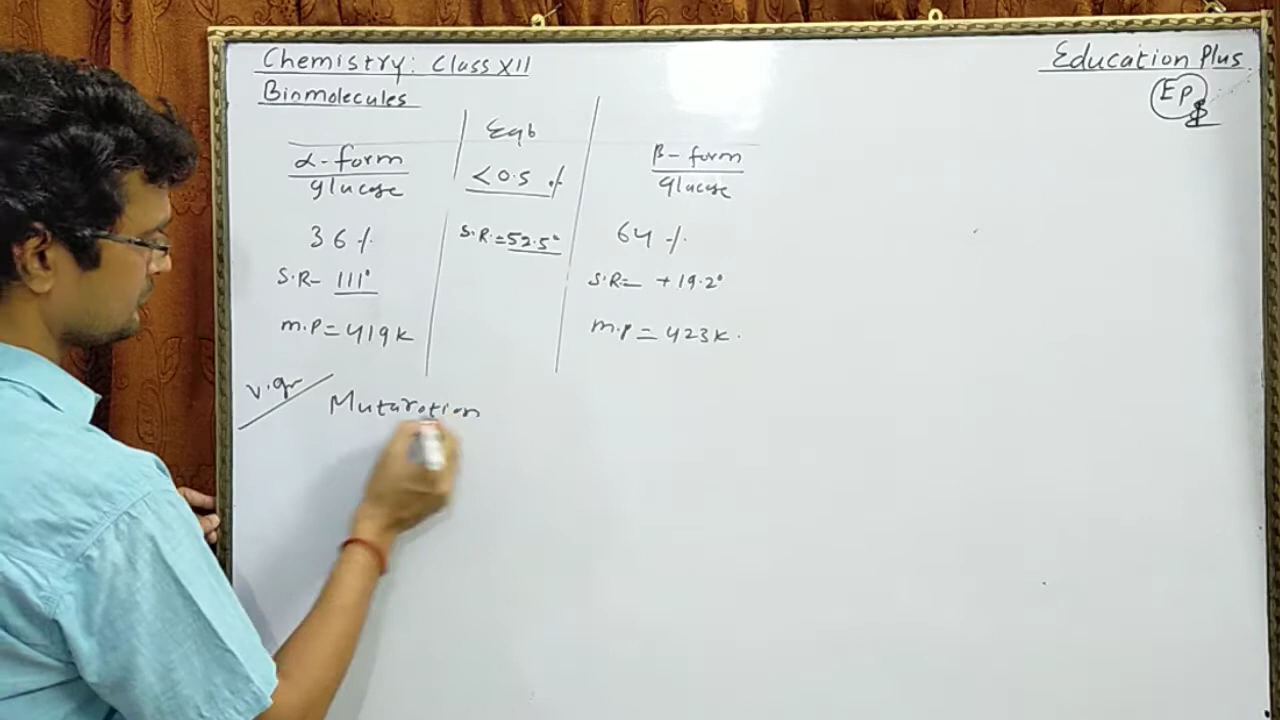 Chemistry: Class XII
Education Plus
EP
Biomolecules
Eqb
α-form
glucose
<0.5 %
β-form
glucose
36%
S.R.=52.5°
64%
S.R- 111°
S.R= +19.2°
m.P=419K
m.p=423K.
Mutarotion